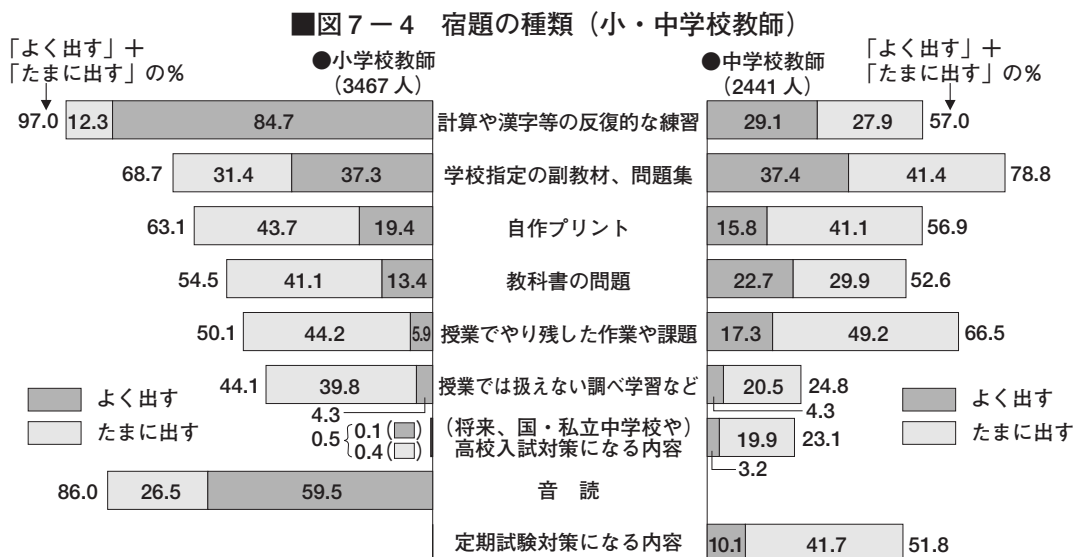 ■図7－4　宿題の種類（小・中学校教師）
「よく出す」＋
「たまに出す」の%
●小学校教師
（3467人）
●中学校教師
（2441人）
「よく出す」＋
「たまに出す」の%
97.0 12.3 84.7 計算や漢字等の反復的な練習 29.1 27.9 57.0
68.7 31.4 37.3 学校指定の副教材、問題集 37.4 41.4 78.8
63.1 43.7 19.4 自作プリント 15.8 41.1 56.9
54.5 41.1 13.4 教科書の問題 22.7 29.9 52.6
50.1 44.2 5.9 授業でやり残した作業や課題 17.3 49.2 66.5
44.1 39.8 4.3 授業では扱えない調べ学習など 4.3 20.5 24.8
よく出す
たまに出す
よく出す
たまに出す
0.5 0.1（ ）
0.4（ ）
（将来、国・私立中学校や）
高校入試対策になる内容
3.2 19.9 23.1
86.0 26.5 59.5 音　読
定期試験対策になる内容 10.1 41.7 51.8